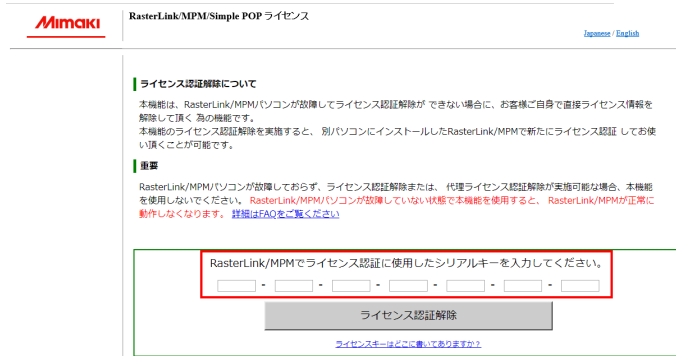 Mimaki
RasterLink/MPM/Simple POP ライセンス
Japanese / English
ライセンス認証解除について
本機能は、RasterLink/MPMパソコンが故障してライセンス認証解除が できない場合に、お客様ご自身で直接ライセンス情報を
解除して頂く 為の機能です。
本機能のライセンス認証解除を実施すると、 別パソコンにインストールしたRasterLink/MPMで新たにライセンス認証 してお使
い頂くことが可能です。
重要
RasterLink/MPMパソコンが故障しておらず、ライセンス認証解除または、 代理ライセンス認証解除が実施可能な場合、本機能
を使用しないでください。 RasterLink/MPMパソコンが故障していない状態で本機能を使用すると、 RasterLink/MPMが正常に
動作しなくなります。 詳細はFAQをご覧ください
RasterLink/MPMでライセンス認証に使用したシリアルキーを入力してください。
- - - - - -
ライセンス認証解除
ライセンスキーはどこに書いてありますか？